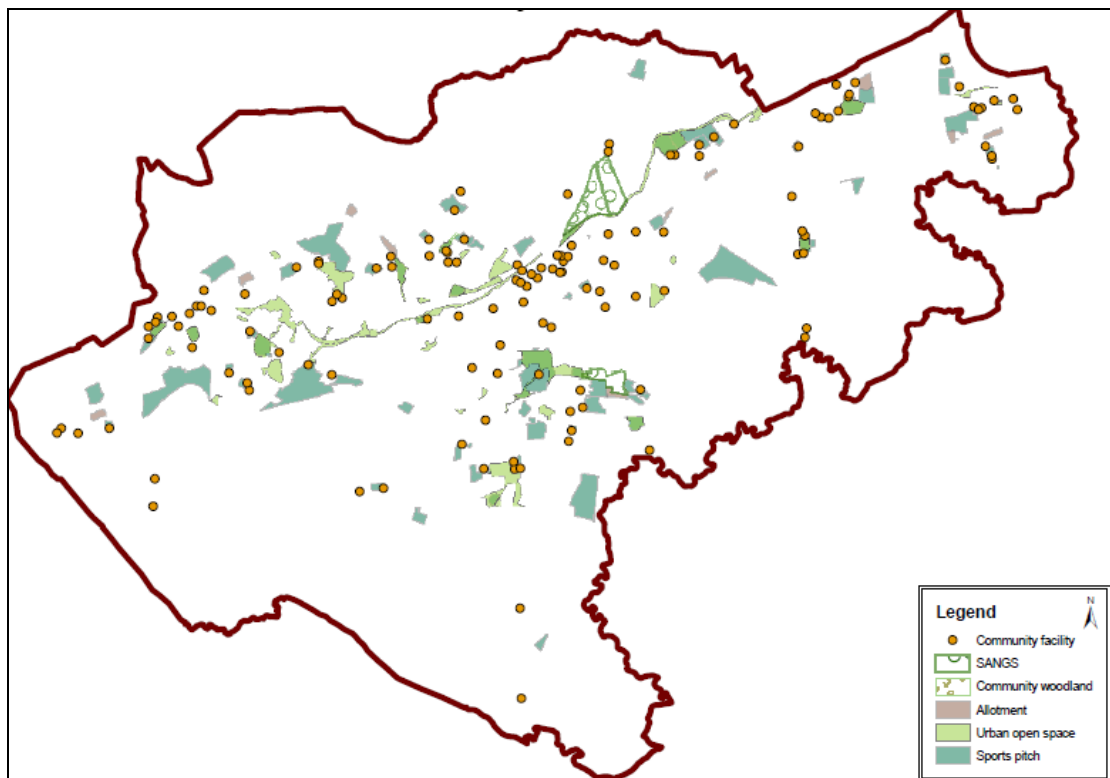 N
Legend
Community facility
SANGS
Community woodland
Allotment
Urban open space
Sports pitch